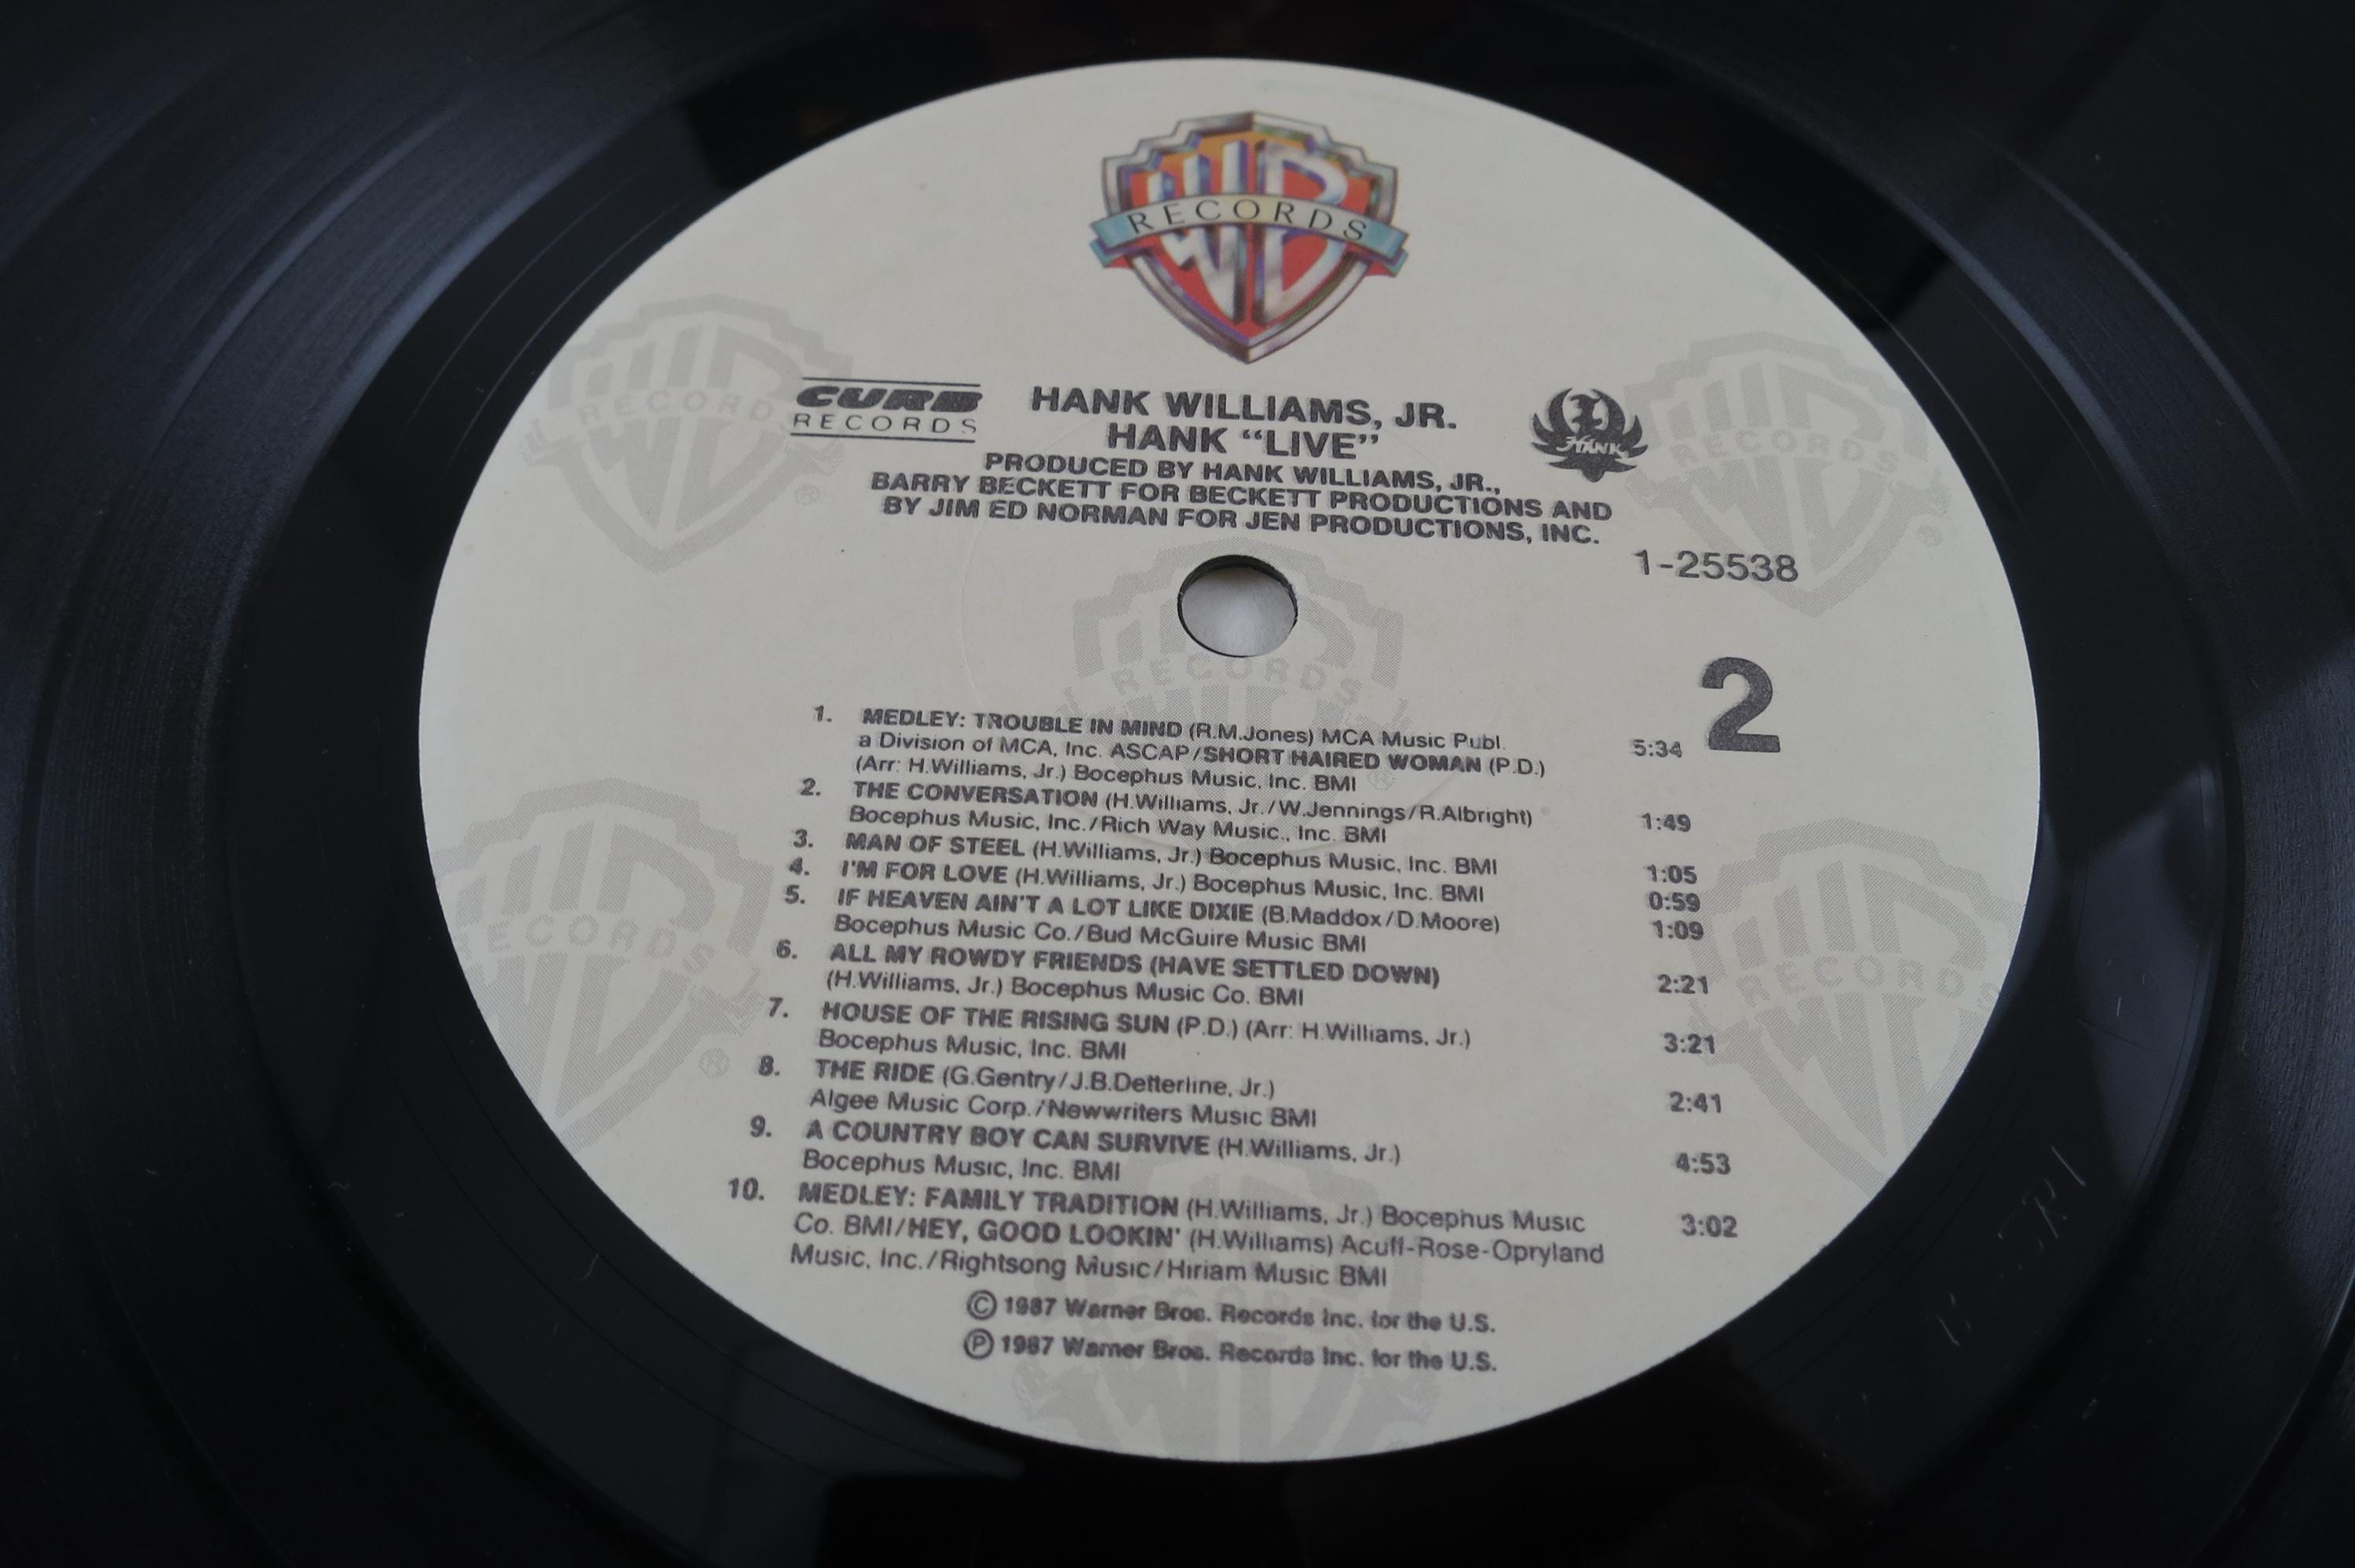 WB
RECORDS
CURB
RECORDS
HANK WILLIAMS, JR.
HANK “LIVE”
HANK
PRODUCED BY HANK WILLIAMS, JR.,
BARRY BECKETT FOR BECKETT PRODUCTIONS AND
BY JIM ED NORMAN FOR JEN PRODUCTIONS, INC.
1-25538
2
1. MEDLEY: TROUBLE IN MIND (R.M.Jones) MCA Music Publ.
a Division of MCA, Inc. ASCAP/SHORT HAIRED WOMAN (P.D.) 5:34
(Arr: H.Williams, Jr.) Bocephus Music, Inc. BMI
2. THE CONVERSATION (H.Williams, Jr./W.Jennings/R.Albright) 1:49
Bocephus Music, Inc./Rich Way Music., Inc. BMI
3. MAN OF STEEL (H.Williams, Jr.) Bocephus Music, Inc. BMI 1:05
4. I'M FOR LOVE (H.Williams, Jr.) Bocephus Music, Inc. BMI 0:59
5. IF HEAVEN AIN'T A LOT LIKE DIXIE (B.Maddox/D.Moore) 1:09
Bocephus Music Co./Bud McGuire Music BMI
6. ALL MY ROWDY FRIENDS (HAVE SETTLED DOWN) 2:21
(H.Williams, Jr.) Bocephus Music Co. BMI
7. HOUSE OF THE RISING SUN (P.D.) (Arr: H.Williams, Jr.) 3:21
Bocephus Music, Inc. BMI
8. THE RIDE (G.Gentry/J.B.Detterline, Jr.) 2:41
Algee Music Corp./Newwriters Music BMI
9. A COUNTRY BOY CAN SURVIVE (H.Williams, Jr.) 4:53
Bocephus Music, Inc. BMI
10. MEDLEY: FAMILY TRADITION (H.Williams, Jr.) Bocephus Music 3:02
Co. BMI/HEY, GOOD LOOKIN' (H.Williams) Acuff-Rose-Opryland
Music, Inc./Rightsong Music/Hiriam Music BMI
© 1987 Warner Bros. Records Inc. for the U.S.
℗ 1987 Warner Bros. Records Inc. for the U.S.